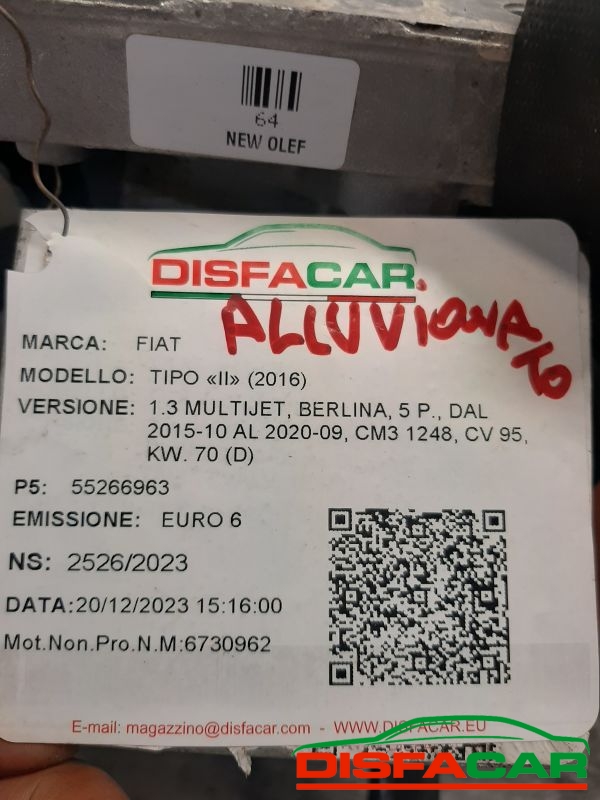 64
NEW OLEF
DISFACAR
ALLUVIONATO
MARCA: FIAT
MODELLO: TIPO «II» (2016)
VERSIONE: 1.3 MULTIJET, BERLINA, 5 P., DAL
2015-10 AL 2020-09, CM3 1248, CV 95,
KW. 70 (D)
P5: 55266963
EMISSIONE: EURO 6
NS: 2526/2023
DATA:20/12/2023 15:16:00
Mot.Non.Pro.N.M:6730962
E-mail: magazzino@disfacar.com - WWW.DISFACAR.EU
DISFACAR